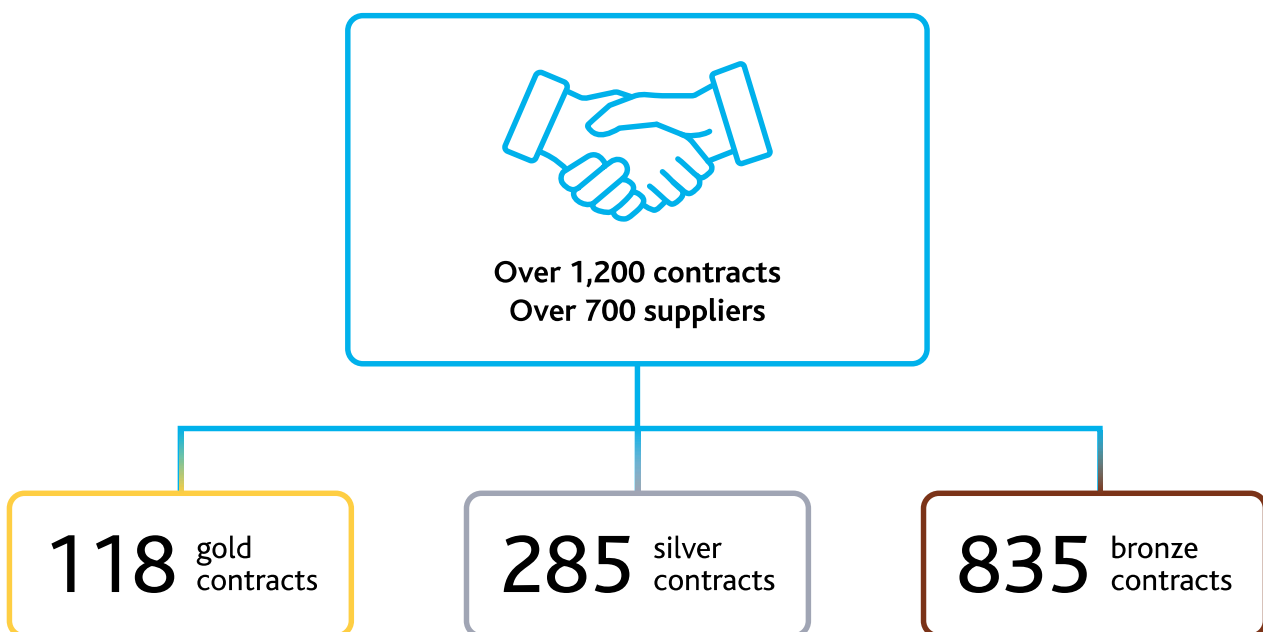 Over 1,200 contracts
Over 700 suppliers
118 gold contracts
285 silver contracts
835 bronze contracts